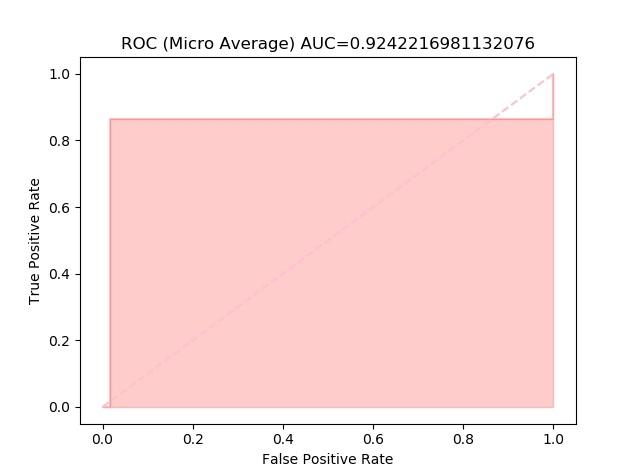 ROC (Micro Average) AUC=0.9242216981132076
1.0
0.8
0.6
0.4
0.2
0.0
True Positive Rate
0.0 0.2 0.4 0.6 0.8 1.0
False Positive Rate